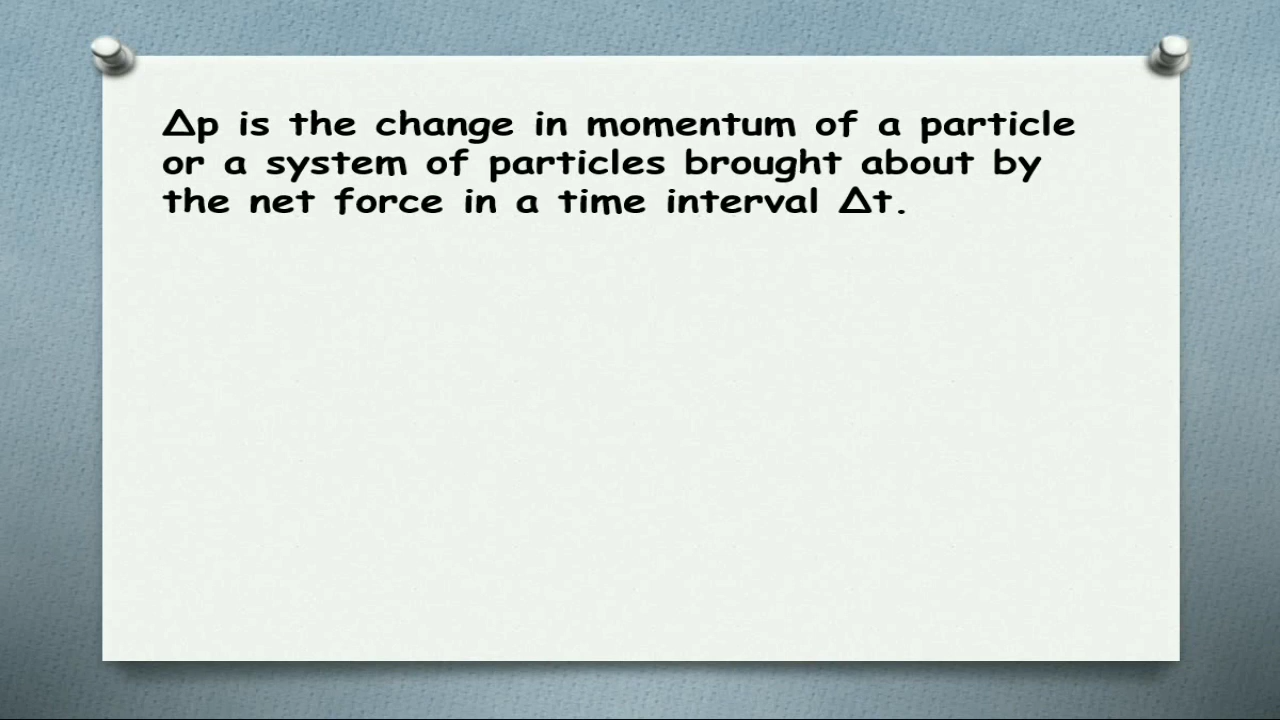 Δp is the change in momentum of a particle
or a system of particles brought about by
the net force in a time interval Δt.